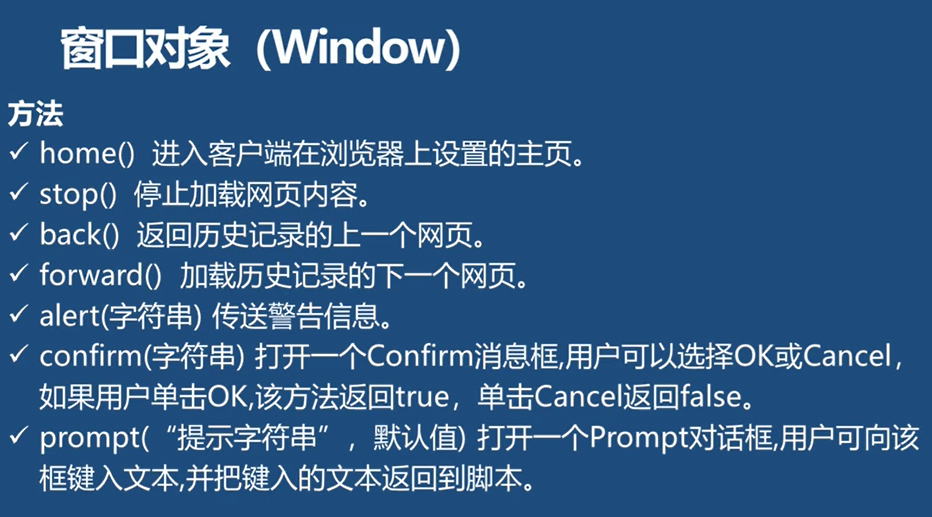 窗口对象（Window）
方法
✓ home() 进入客户端在浏览器上设置的主页。
✓ stop() 停止加载网页内容。
✓ back() 返回历史记录的上一个网页。
✓ forward() 加载历史记录的下一个网页。
✓ alert(字符串) 传送警告信息。
✓ confirm(字符串) 打开一个Confirm消息框,用户可以选择OK或Cancel，
如果用户单击OK,该方法返回true，单击Cancel返回false。
✓ prompt(“提示字符串”，默认值) 打开一个Prompt对话框,用户可向该
框键入文本,并把键入的文本返回到脚本。